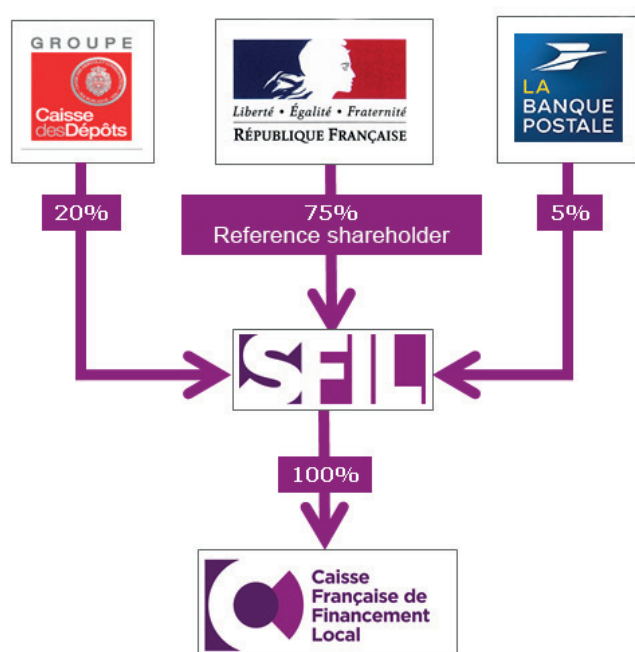 GROUPE
Caisse
desDépôts
Liberté • Égalité • Fraternité
RÉPUBLIQUE FRANÇAISE
LA
BANQUE
POSTALE
20%
75%
Reference shareholder
5%
SFIL
100%
Caisse
Française de
Financement
Local